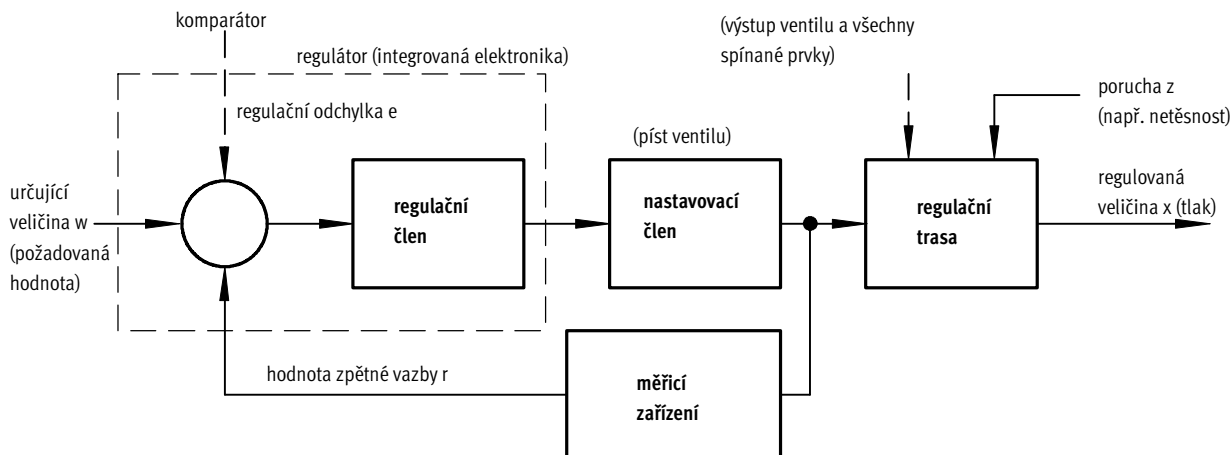 komparátor
regulátor (integrovaná elektronika)
(výstup ventilu a všechny
spínané prvky)
regulační odchylka e
porucha z
(např. netěsnost)
(píst ventilu)
určující
veličina w
(požadovaná
hodnota)
regulační
člen
nastavovací
člen
regulační
trasa
regulovaná
veličina x (tlak)
hodnota zpětné vazby r
měřicí
zařízení